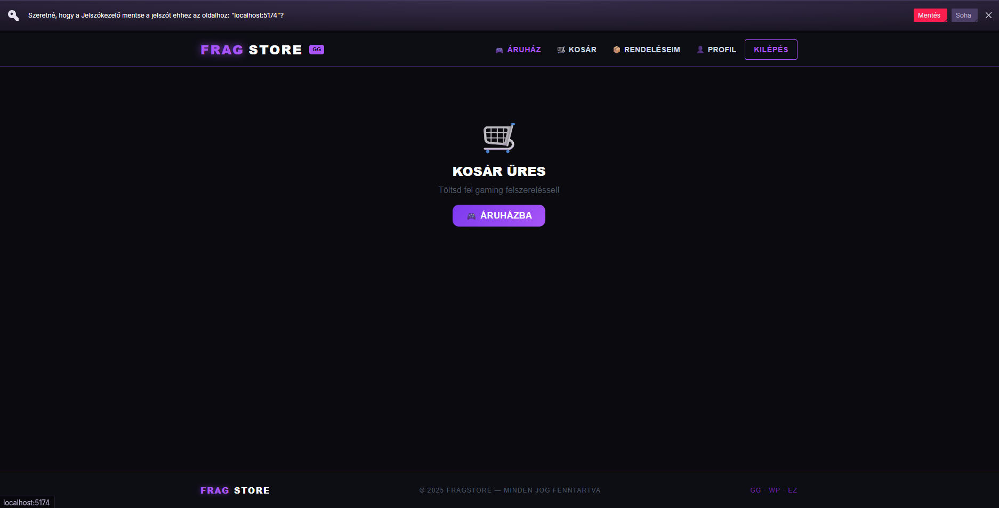 Szeretné, hogy a Jelszókezelő mentse a jelszót ehhez az oldalhoz: "localhost:5174"?
Mentés
Soha
FRAG STORE GG
ÁRUHÁZ
KOSÁR
RENDELÉSEIM
PROFIL
KILÉPÉS
KOSÁR ÜRES
Töltsd fel gaming felszereléssel!
ÁRUHÁZBA
FRAG STORE
© 2025 FRAGSTORE — MINDEN JOG FENNTARTVA
GG · WP · EZ
localhost:5174